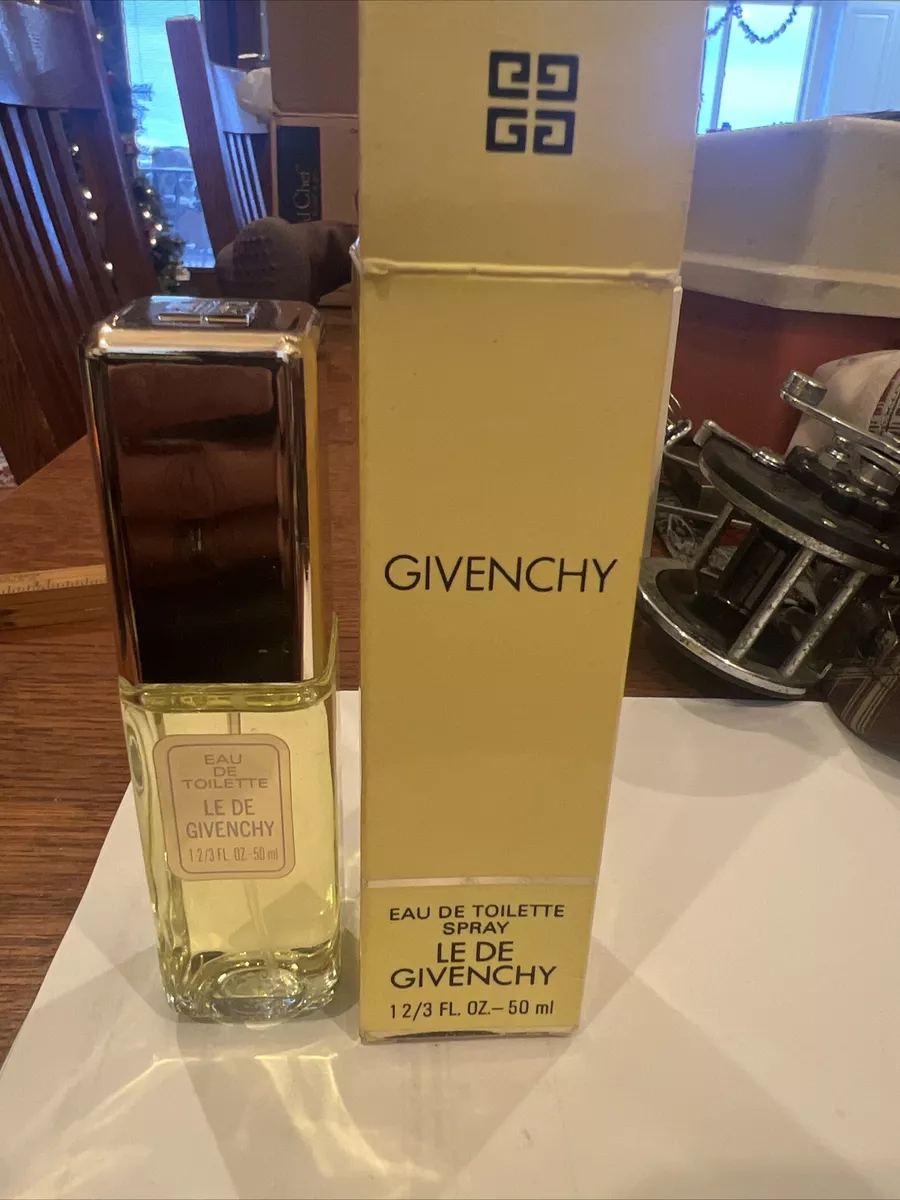 GIVENCHY
EAU DE TOILETTE
SPRAY
LE DE
GIVENCHY
1 2/3 FL. OZ.– 50 ml
EAU
DE
TOILETTE
LE DE
GIVENCHY
1 2/3 FL. OZ-50 ml
Chef